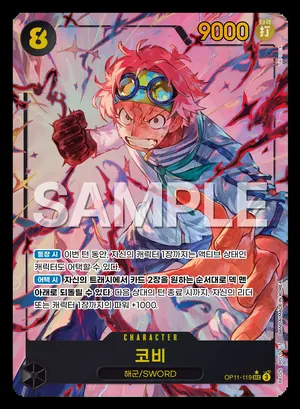 8
9000
타격
打
SAMPLE
등장 시 이번 턴 동안, 자신의 캐릭터 1장까지는 액티브 상태인
캐릭터도 어택할 수 있다.
어택 시 자신의 트래시에서 카드 2장을 원하는 순서대로 덱 맨
아래로 되돌릴 수 있다: 다음 상대의 턴 종료 시까지, 자신의 리더
또는 캐릭터 1장까지의 파워 +1000.
CHARACTER
코비
해군/SWORD
OP11-119 SEC 3